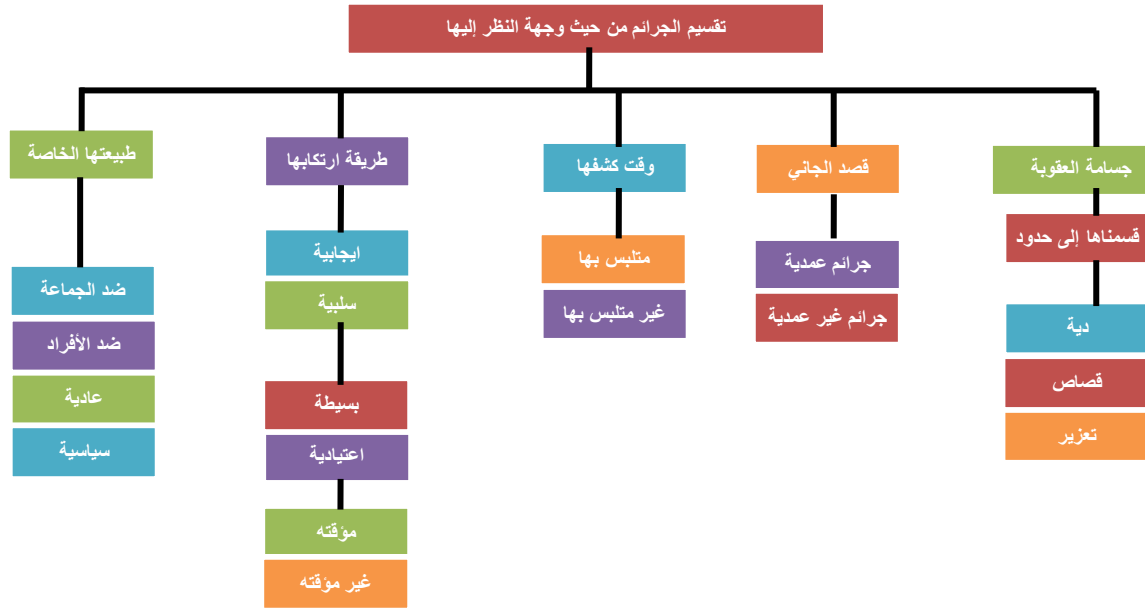 تقسيم الجرائم من حيث وجهة النظر إليها
جسامة العقوبة
قسمناها إلى حدود
دية
قصاص
تعزير
قصد الجاني
جرائم عمدية
جرائم غير عمدية
وقت كشفها
متلبس بها
غير متلبس بها
طريقة ارتكابها
ايجابية
سلبية
بسيطة
اعتيادية
مؤقته
غير مؤقته
طبيعتها الخاصة
ضد الجماعة
ضد الأفراد
عادية
سياسية